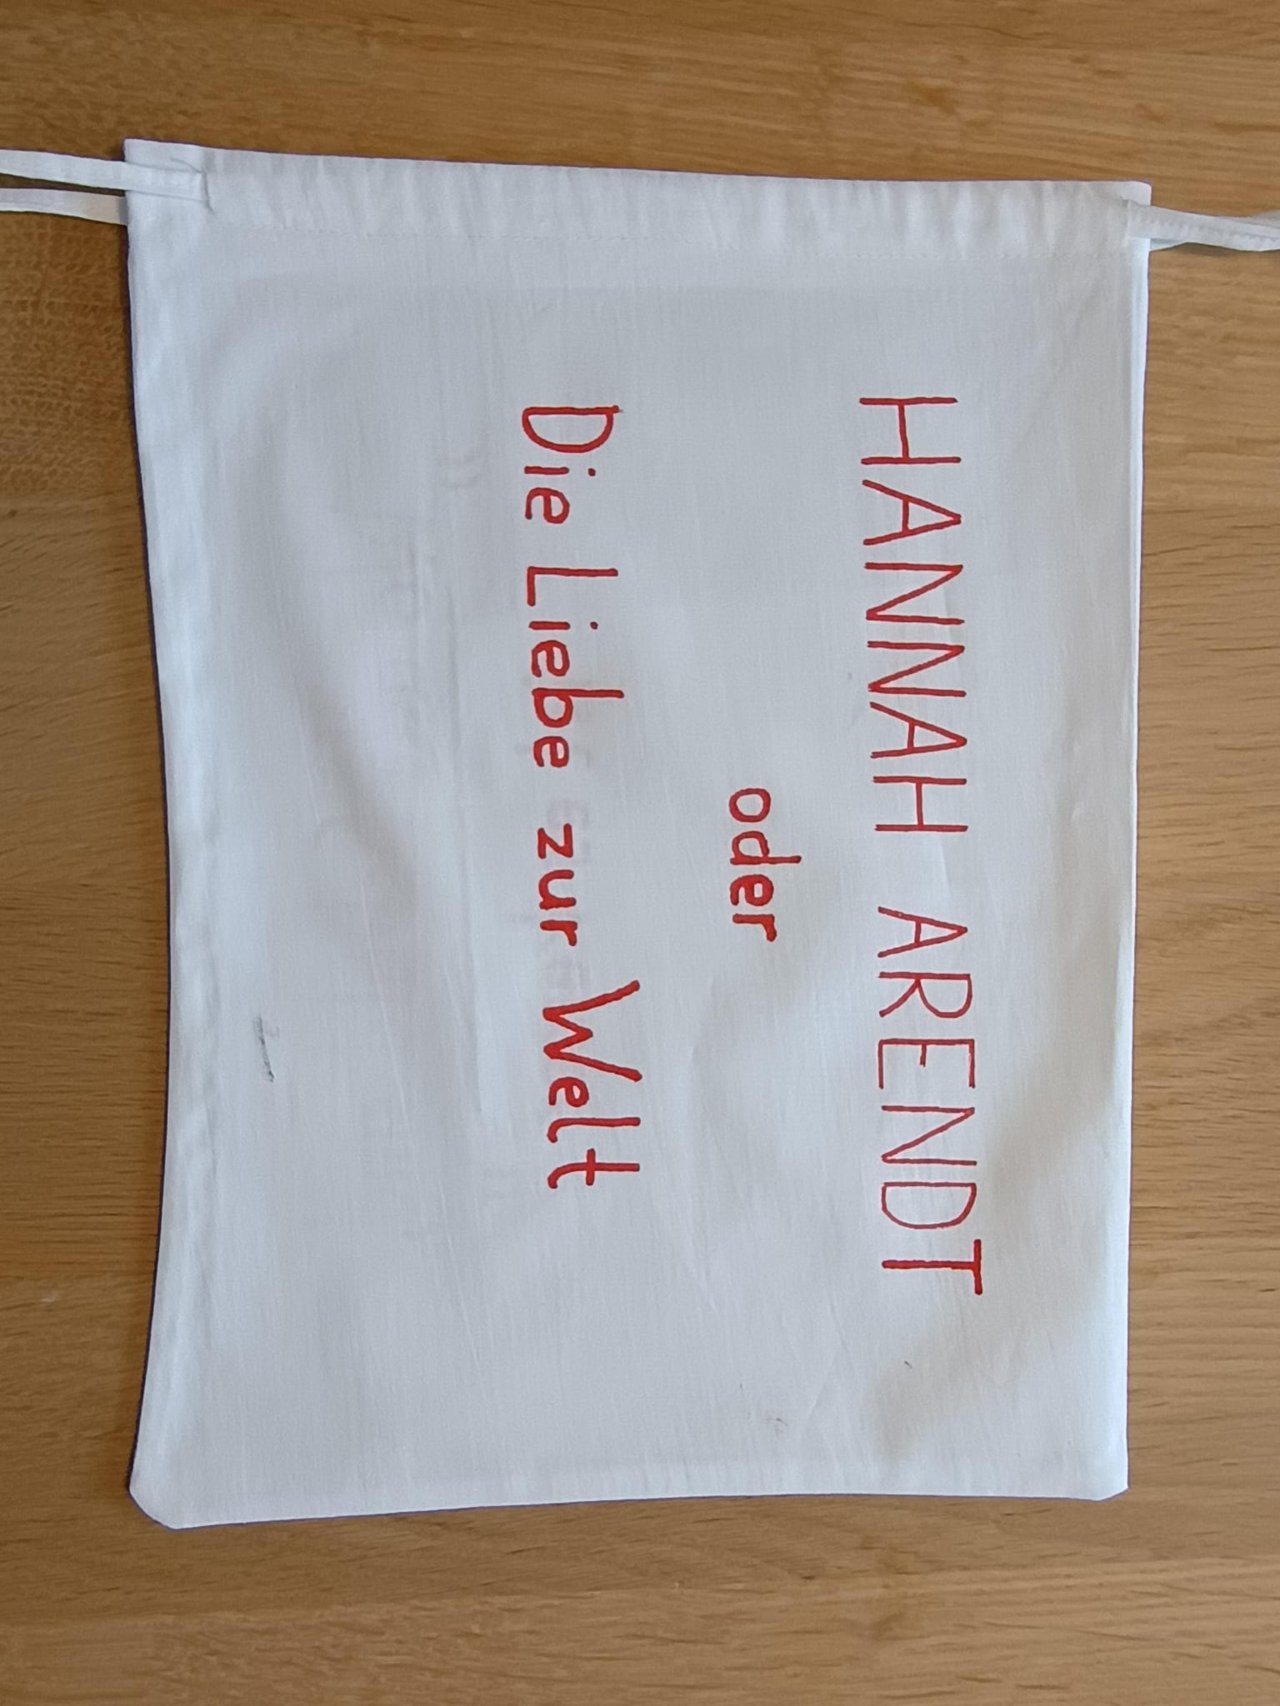 HANNAH ARENDT
oder
Die Liebe zur Welt